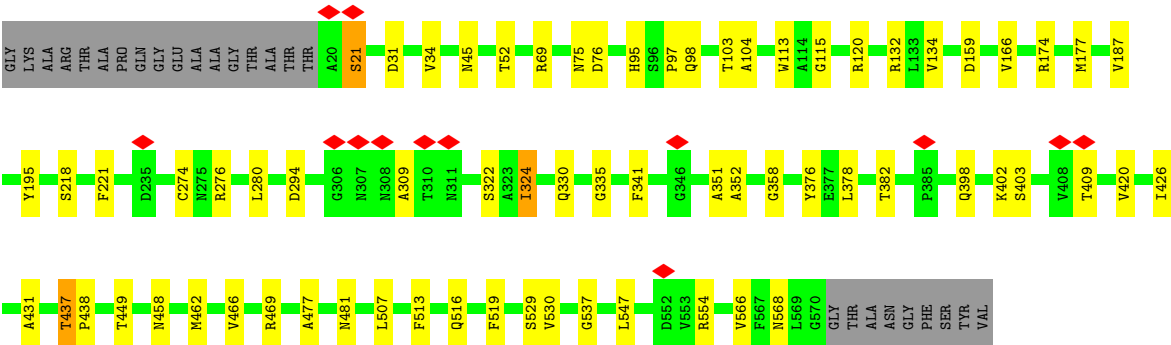 GLY LYS ALA ARG THR ALA PRO GLN GLY GLU ALA ALA GLY THR ALA THR THR A20 S21 D31 V34 N45 T52 R69 N75 D76 H95 S96 P97 Q98 T103 A104 W113 A114 G115 R120 R132 L133 V134 D159 V166 R174 M177 V187
Y195 S218 F221 D235 C274 N275 R276 L280 D294 G306 N307 N308 A309 T310 N311 S322 A323 I324 Q330 G335 F341 G346 A351 A352 G358 Y376 E377 L378 T382 P385 Q398 K402 S403 V408 T409 V420 I426
A431 T437 P438 T449 N458 M462 V466 R469 A477 N481 L507 F513 Q516 F519 S529 V530 G537 L547 D552 V553 R554 V566 F567 N568 L569 G570 GLY THR ALA ASN GLY PHE SER TYR VAL